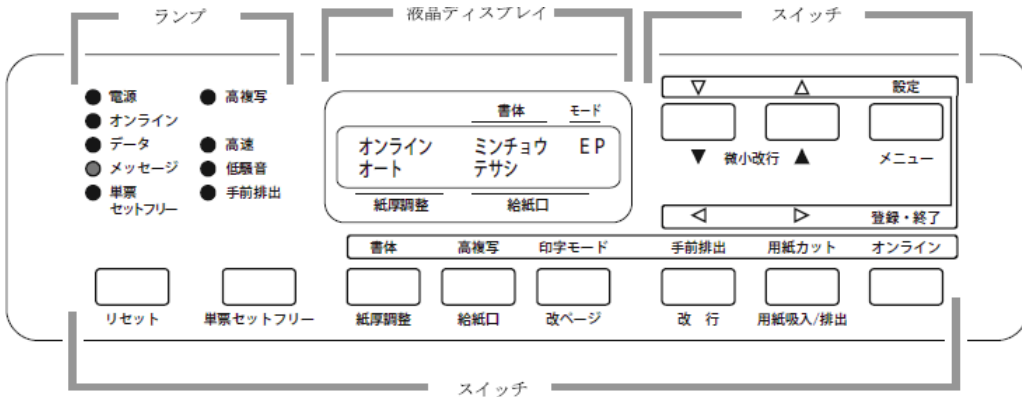 ランプ
液晶ディスプレイ
スイッチ
電源
高複写
オンライン
データ
高速
メッセージ
低騒音
単票
セットフリー
手前排出
書体
モード
オンライン ミンチョウ EP
オート テサシ
紙厚調整
給紙口
▽ △ 設定
▼ 微小改行 ▲ メニュー
◁ ▷ 登録・終了
書体 高複写 印字モード 手前排出 用紙カット オンライン
リセット 単票セットフリー 紙厚調整 給紙口 改ページ 改 行 用紙吸入/排出
スイッチ